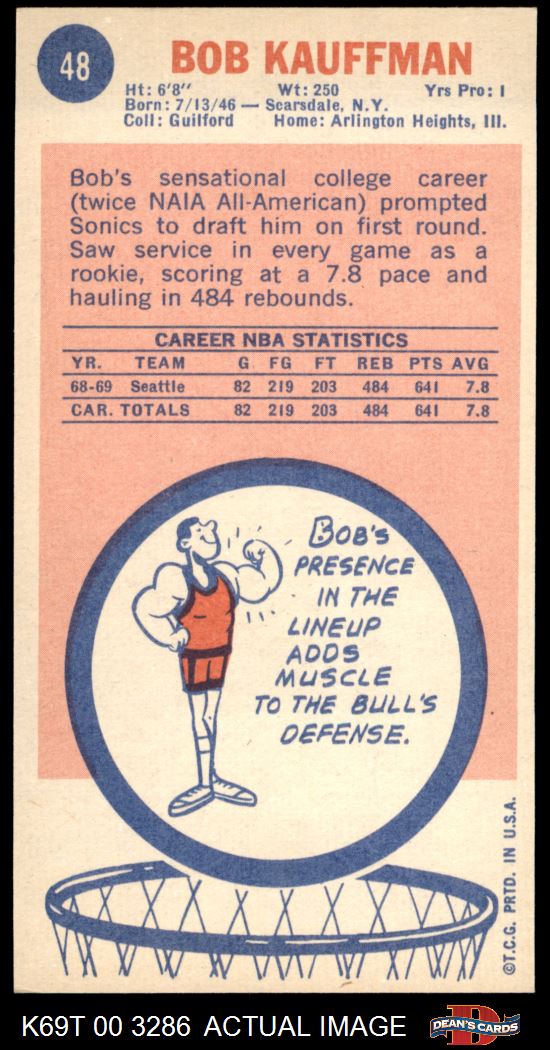 48
BOB KAUFFMAN
Ht: 6'8" Wt: 250 Yrs Pro: 1
Born: 7/13/46 — Scarsdale, N.Y.
Coll: Guilford Home: Arlington Heights, Ill.
Bob's sensational college career
(twice NAIA All-American) prompted
Sonics to draft him on first round.
Saw service in every game as a
rookie, scoring at a 7.8 pace and
hauling in 484 rebounds.
CAREER NBA STATISTICS
YR. TEAM G FG FT REB PTS AVG
68-69 Seattle 82 219 203 484 641 7.8
CAR. TOTALS 82 219 203 484 641 7.8
BOB'S
PRESENCE
IN THE
LINEUP
ADDS
MUSCLE
TO THE BULL'S
DEFENSE.
©T.C.G. PRTD. IN U.S.A.
K69T 00 3286 ACTUAL IMAGE
D
DEAN'S CARDS